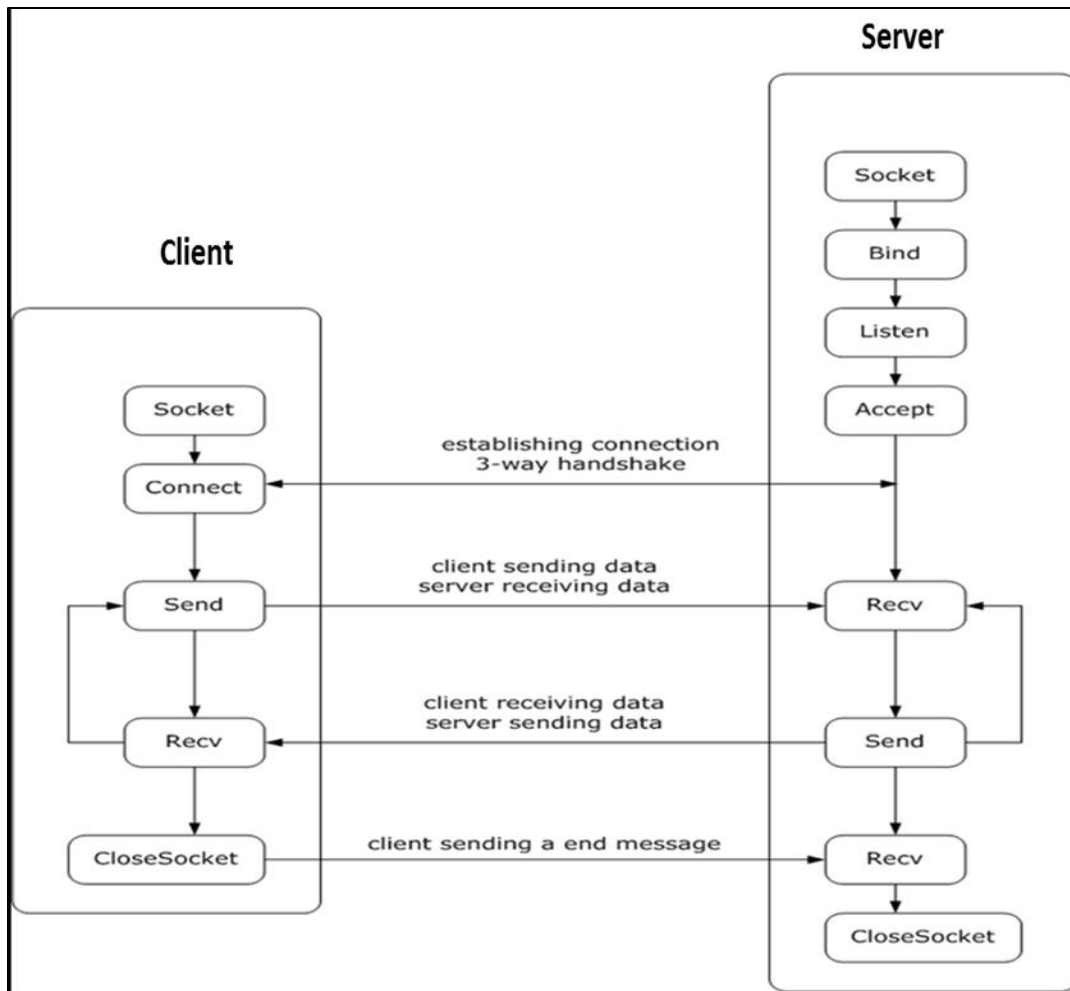 Server
Socket
Bind
Client
Listen
Socket
Accept
establishing connection
3-way handshake
Connect
client sending data
server receiving data
Send
Recv
client receiving data
server sending data
Recv
Send
client sending a end message
CloseSocket
Recv
CloseSocket